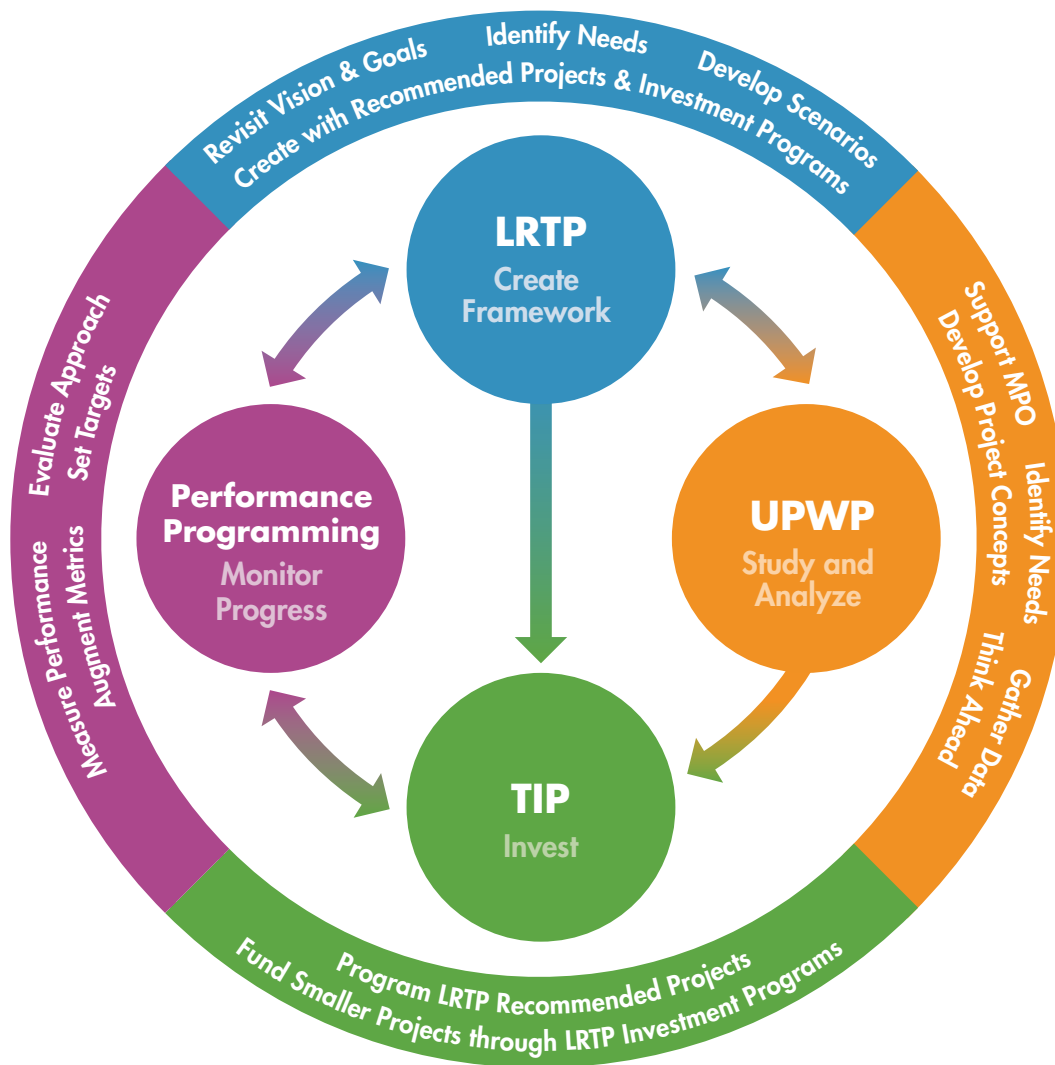 Revisit Vision & Goals
Identify Needs
Develop Scenarios
Create with Recommended Projects & Investment Programs
LRTP
Create
Framework
Evaluate Approach
Set Targets
Measure Performance
Augment Metrics
Performance
Programming
Monitor
Progress
UPWP
Study and
Analyze
Support MPO
Develop Project Concepts
Identify Needs
Gather Data
Think Ahead
TIP
Invest
Program LRTP Recommended Projects
Fund Smaller Projects through LRTP Investment Programs